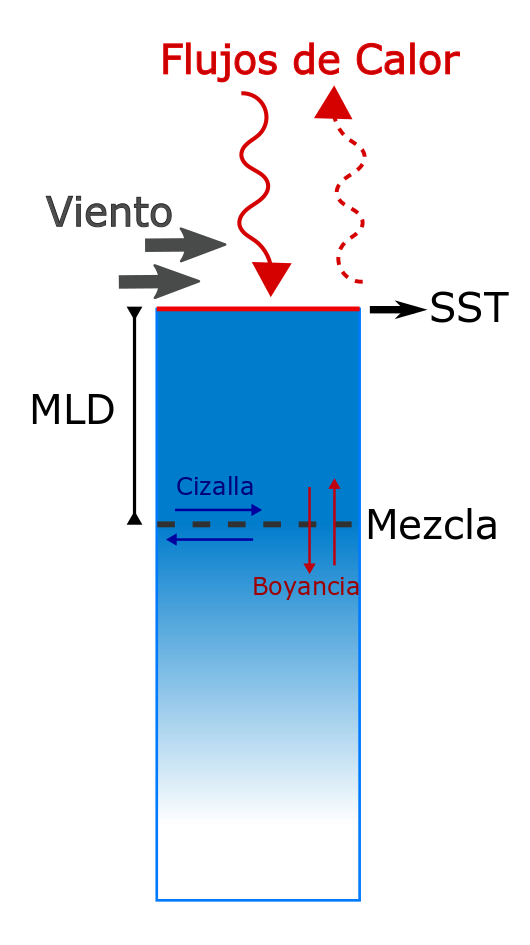 Flujos de Calor
Viento
SST
MLD
Cizalla
Mezcla
Boyancia